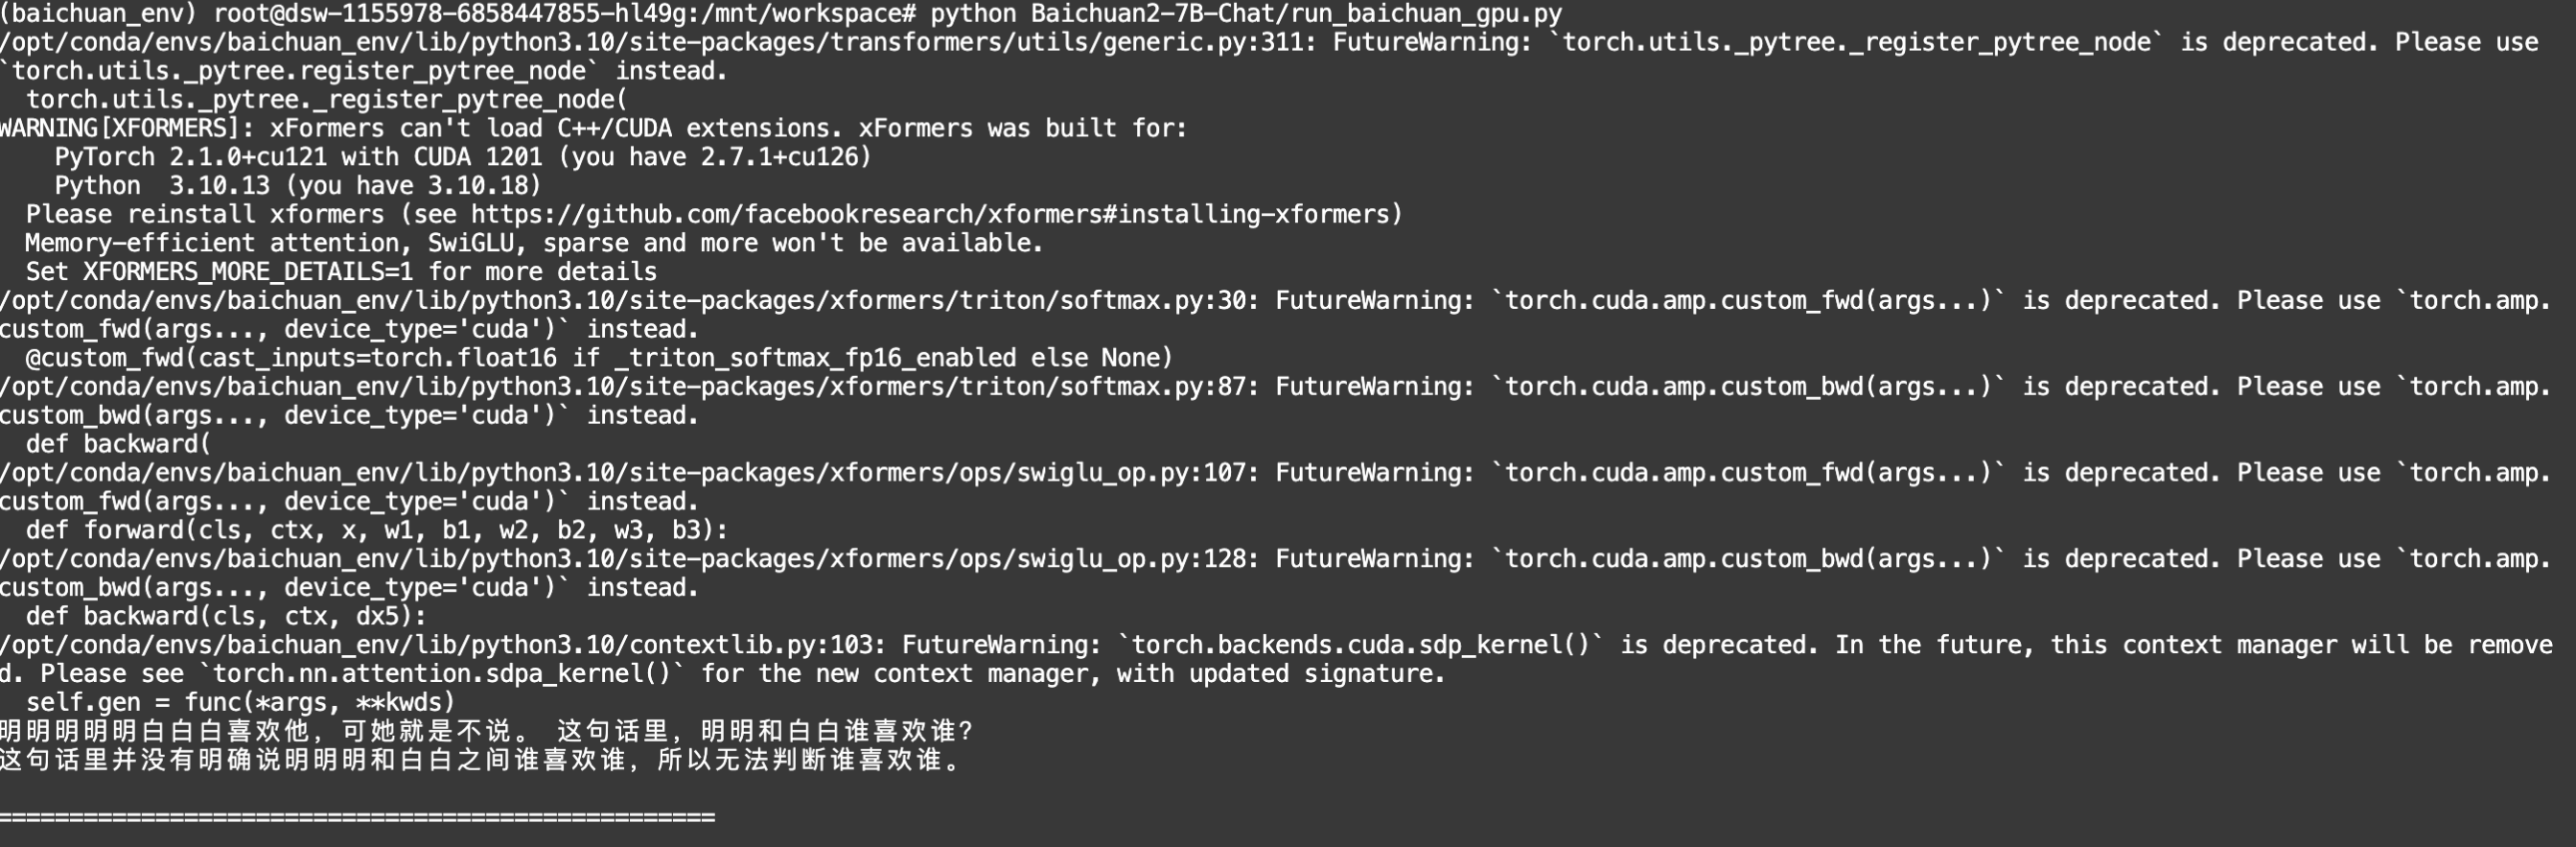 (baichuan_env) root@dsw-1155978-6858447855-hl49g:/mnt/workspace# python Baichuan2-7B-Chat/run_baichuan_gpu.py
/opt/conda/envs/baichuan_env/lib/python3.10/site-packages/transformers/utils/generic.py:311: FutureWarning: `torch.utils._pytree._register_pytree_node` is deprecated. Please use
`torch.utils._pytree.register_pytree_node` instead.
  torch.utils._pytree._register_pytree_node(
WARNING[XFORMERS]: xFormers can't load C++/CUDA extensions. xFormers was built for:
    PyTorch 2.1.0+cu121 with CUDA 1201 (you have 2.7.1+cu126)
    Python  3.10.13 (you have 3.10.18)
  Please reinstall xformers (see https://github.com/facebookresearch/xformers#installing-xformers)
  Memory-efficient attention, SwiGLU, sparse and more won't be available.
  Set XFORMERS_MORE_DETAILS=1 for more details
/opt/conda/envs/baichuan_env/lib/python3.10/site-packages/xformers/triton/softmax.py:30: FutureWarning: `torch.cuda.amp.custom_fwd(args...)` is deprecated. Please use `torch.amp.
custom_fwd(args..., device_type='cuda')` instead.
  @custom_fwd(cast_inputs=torch.float16 if _triton_softmax_fp16_enabled else None)
/opt/conda/envs/baichuan_env/lib/python3.10/site-packages/xformers/triton/softmax.py:87: FutureWarning: `torch.cuda.amp.custom_bwd(args...)` is deprecated. Please use `torch.amp.
custom_bwd(args..., device_type='cuda')` instead.
  def backward(
/opt/conda/envs/baichuan_env/lib/python3.10/site-packages/xformers/ops/swiglu_op.py:107: FutureWarning: `torch.cuda.amp.custom_fwd(args...)` is deprecated. Please use `torch.amp.
custom_fwd(args..., device_type='cuda')` instead.
  def forward(cls, ctx, x, w1, b1, w2, b2, w3, b3):
/opt/conda/envs/baichuan_env/lib/python3.10/site-packages/xformers/ops/swiglu_op.py:128: FutureWarning: `torch.cuda.amp.custom_bwd(args...)` is deprecated. Please use `torch.amp.
custom_bwd(args..., device_type='cuda')` instead.
  def backward(cls, ctx, dx5):
/opt/conda/envs/baichuan_env/lib/python3.10/contextlib.py:103: FutureWarning: `torch.backends.cuda.sdp_kernel()` is deprecated. In the future, this context manager will be remove
d. Please see `torch.nn.attention.sdpa_kernel()` for the new context manager, with updated signature.
  self.gen = func(*args, **kwds)
明明明明明白白白喜欢他，可她就是不说。 这句话里，明明和白白谁喜欢谁？
这句话里并没有明确说明明明和白白之间谁喜欢谁，所以无法判断谁喜欢谁。
==================================================